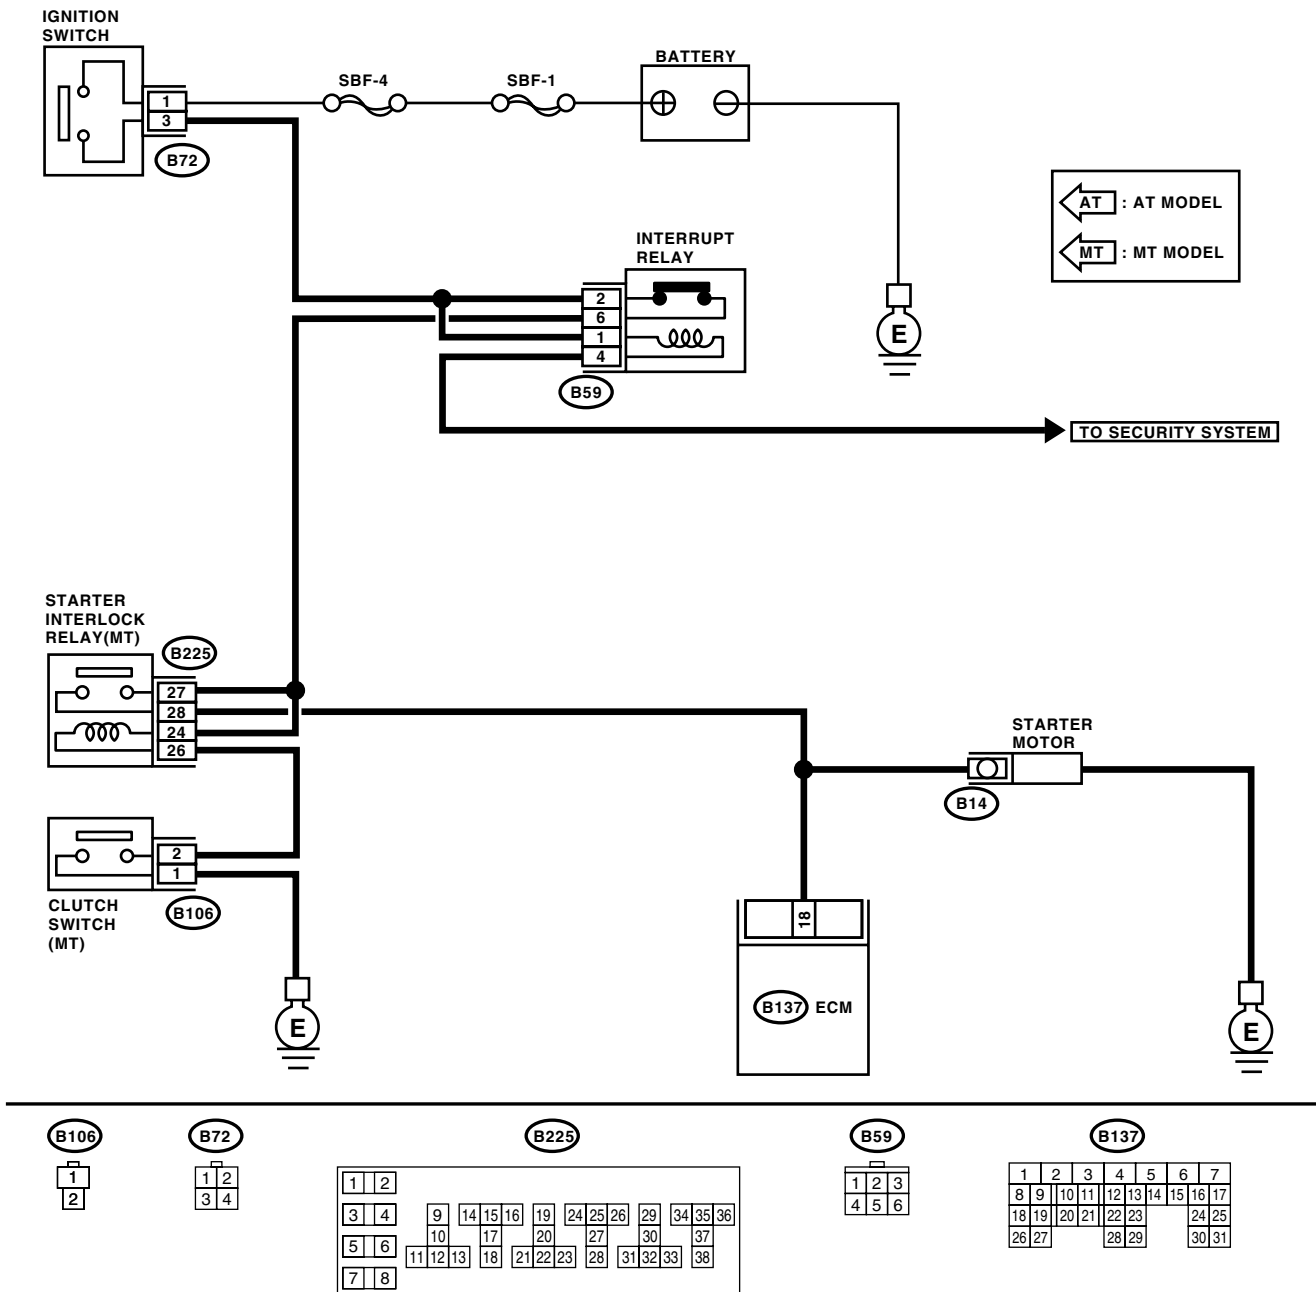 IGNITION
SWITCH
1
3
B72
SBF-4
SBF-1
BATTERY
AT : AT MODEL
MT : MT MODEL
INTERRUPT
RELAY
2
6
1
4
B59
E
TO SECURITY SYSTEM
STARTER
INTERLOCK
RELAY(MT)
B225
27
28
24
26
STARTER
MOTOR
B14
2
1
CLUTCH
SWITCH
(MT)
B106
18
B137 ECM
E
E
B106 B72 B225 B59 B137
1
2
1 2
3 4
1 2
3 4
5 6
7 8
9 14 15 16 19 24 25 26 29 34 35 36
10 17 20 27 30 37
11 12 13 18 21 22 23 28 31 32 33 38
1 2 3
4 5 6
1 2 3 4 5 6 7
8 9 10 11 12 13 14 15 16 17
18 19 20 21 22 23 24 25
26 27 28 29 30 31